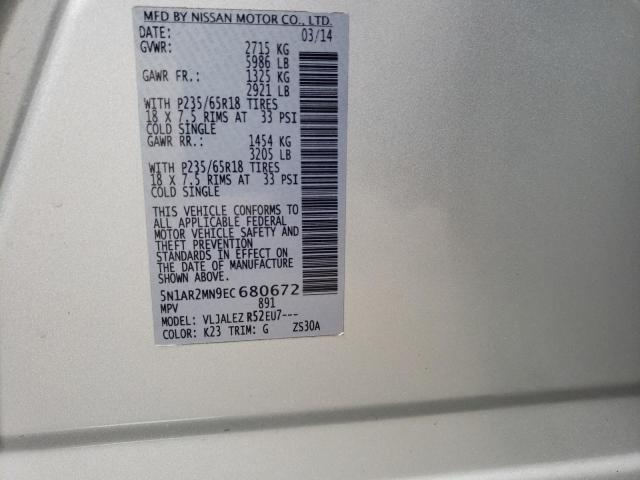 MFD BY NISSAN MOTOR CO., LTD.
DATE: 03/14
GVWR: 2715 KG
5986 LB
GAWR FR.: 1325 KG
2921 LB
WITH P235/65R18 TIRES
18 X 7.5 RIMS AT 33 PSI
COLD SINGLE
GAWR RR.: 1454 KG
3205 LB
WITH P235/65R18 TIRES
18 X 7.5 RIMS AT 33 PSI
COLD SINGLE
THIS VEHICLE CONFORMS TO
ALL APPLICABLE FEDERAL
MOTOR VEHICLE SAFETY AND
THEFT PREVENTION
STANDARDS IN EFFECT ON
THE DATE OF MANUFACTURE
SHOWN ABOVE.
5N1AR2MN9EC680672
MPV 891
MODEL: VLJALEZ R52EU7---
COLOR: K23 TRIM: G ZS30A